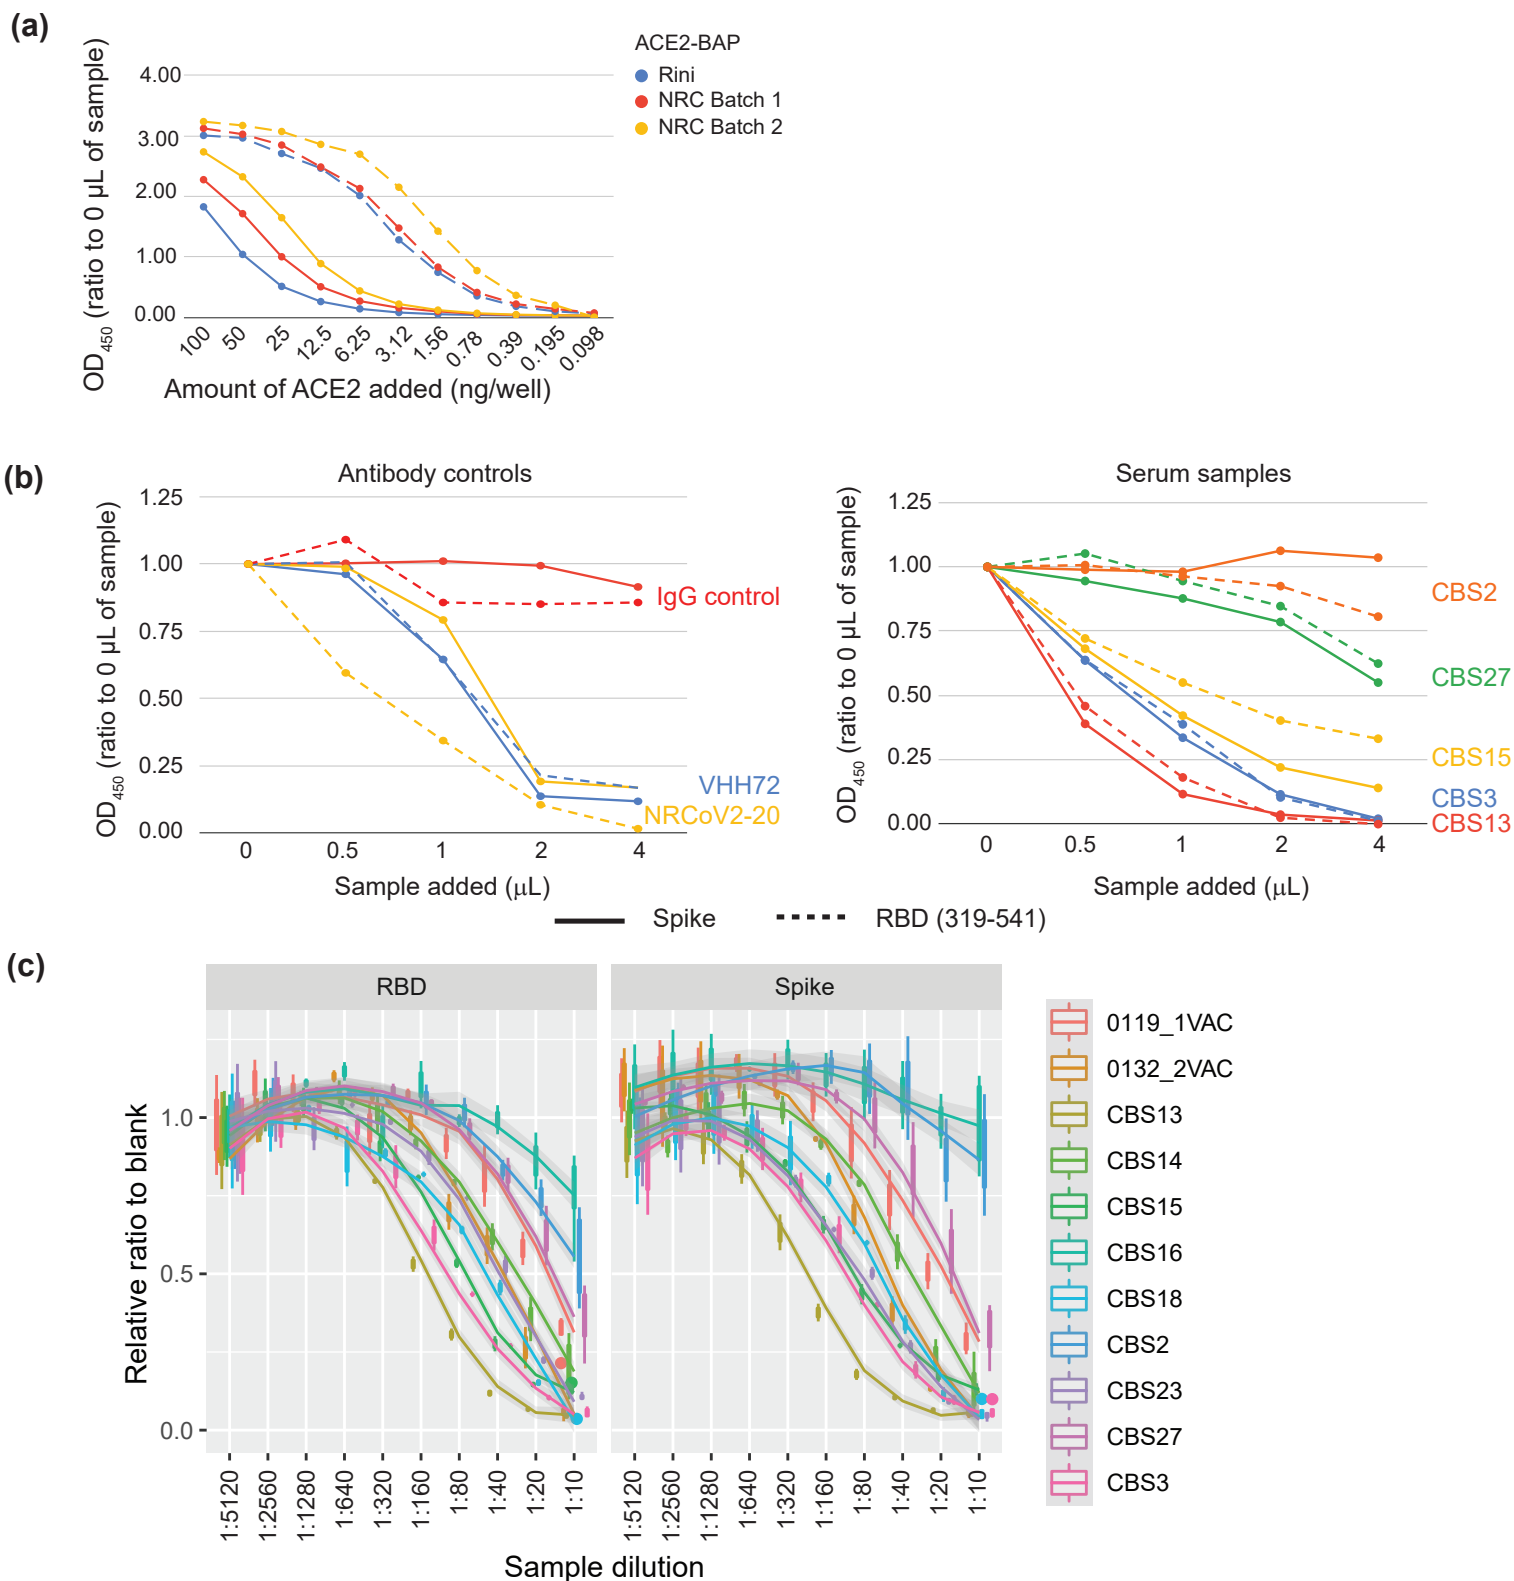 (a)
OD450 (ratio to 0 µL of sample)
4.00
3.00
2.00
1.00
0.00
100
50
25
12.5
6.25
3.12
1.56
0.78
0.39
0.195
0.098
Amount of ACE2 added (ng/well)
ACE2-BAP
Rini
NRC Batch 1
NRC Batch 2
(b)
Antibody controls
OD450 (ratio to 0 µL of sample)
1.25
1.00
0.75
0.50
0.25
0.00
IgG control
VHH72
NRCoV2-20
0
0.5
1
2
4
Sample added (µL)
Serum samples
OD450 (ratio to 0 µL of sample)
1.25
1.00
0.75
0.50
0.25
0.00
CBS2
CBS27
CBS15
CBS3
CBS13
0
0.5
1
2
4
Sample added (µL)
Spike
RBD (319-541)
(c)
RBD
Spike
Relative ratio to blank
1.0
0.5
0.0
1:5120
1:2560
1:1280
1:640
1:320
1:160
1:80
1:40
1:20
1:10
1:5120
1:2560
1:1280
1:640
1:320
1:160
1:80
1:40
1:20
1:10
Sample dilution
0119_1VAC
0132_2VAC
CBS13
CBS14
CBS15
CBS16
CBS18
CBS2
CBS23
CBS27
CBS3